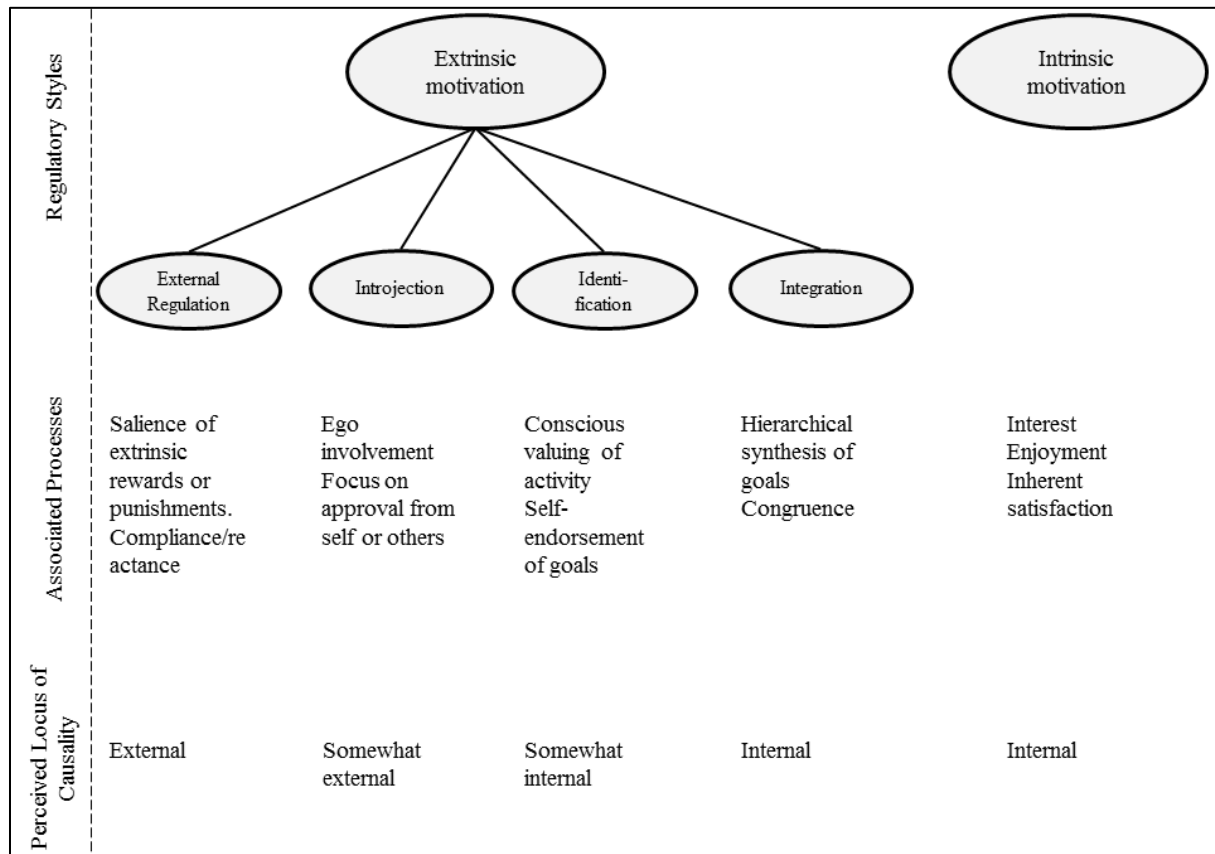 Regulatory Styles
Extrinsic
motivation
Intrinsic
motivation
External
Regulation
Introjection
Identi-
fication
Integration
Associated Processes
Salience of
extrinsic
rewards or
punishments.
Compliance/re
actance
Ego
involvement
Focus on
approval from
self or others
Conscious
valuing of
activity
Self-
endorsement
of goals
Hierarchical
synthesis of
goals
Congruence
Interest
Enjoyment
Inherent
satisfaction
Perceived Locus of
Causality
External
Somewhat
external
Somewhat
internal
Internal
Internal